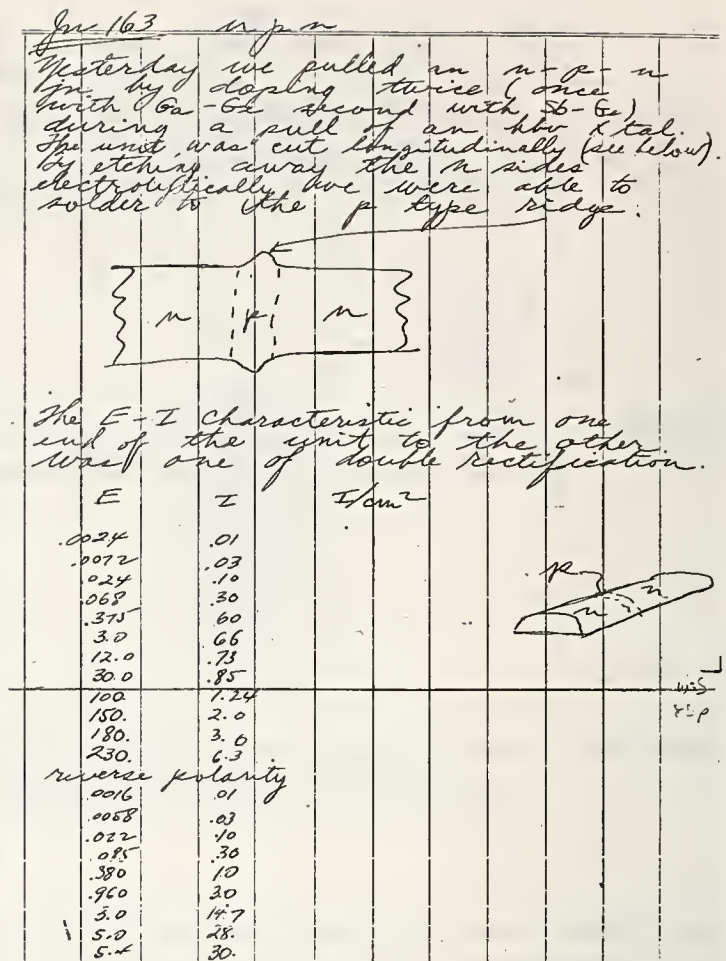 Jn 163 n p n
Yesterday we pulled an n-p-n
jn by doping twice (once
with Ga-Ge second with Sb-Ge)
during a pull of an hbv Xtal.
The unit was cut longitudinally (see below).
By etching away the n sides
electrolytically we were able to
solder to the p type ridge.
n p n
The E-I characteristic from one
end of the unit to the other
was one of double rectification.
E I I/cm²
.0024 .01
.0072 .03
.024 .10
.068 .30
.375 .60
3.0 .66
12.0 .73
30.0 .85
p
n n
100. 1.24
150. 2.0
180. 3.0
230. 6.3
reverse polarity
.0016 .01
.0058 .03
.022 .10
.085 .30
.380 1.0
.960 3.0
3.0 14.7
5.0 28.
5.4 30.